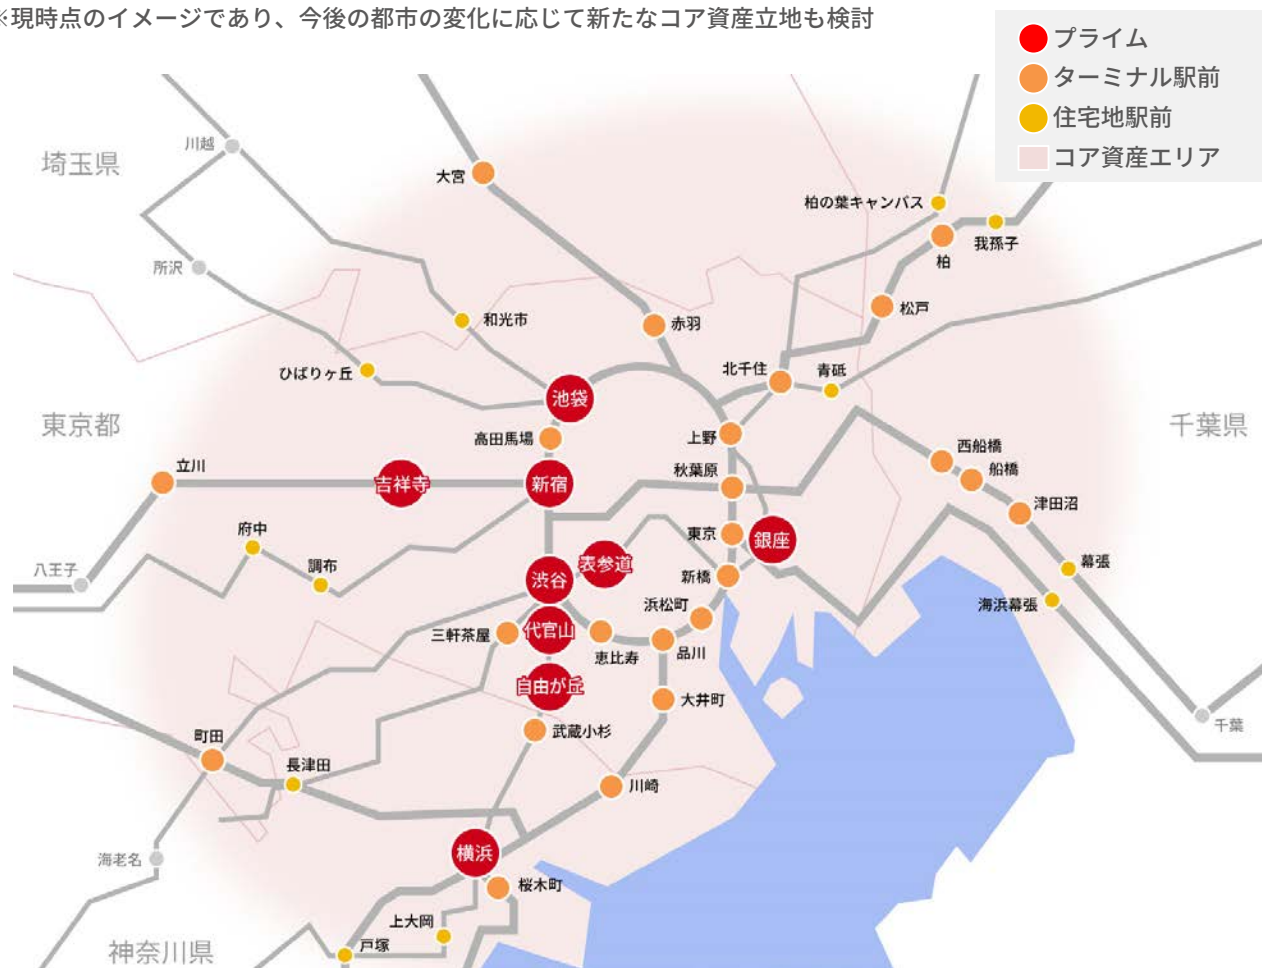 ※現時点のイメージであり、今後の都市の変化に応じて新たなコア資産立地も検討
プライム
ターミナル駅前
住宅地駅前
コア資産エリア
川越
埼玉県
大宮
柏の葉キャンパス
我孫子
柏
所沢
松戸
和光市
赤羽
ひばりヶ丘
北千住
青砥
池袋
東京都
千葉県
高田馬場
上野
西船橋
立川
秋葉原
船橋
吉祥寺
新宿
津田沼
府中
東京
銀座
調布
表参道
幕張
八王子
渋谷
新橋
浜松町
海浜幕張
三軒茶屋
代官山
恵比寿
品川
自由が丘
大井町
千葉
町田
武蔵小杉
長津田
川崎
海老名
横浜
桜木町
上大岡
神奈川県
戸塚